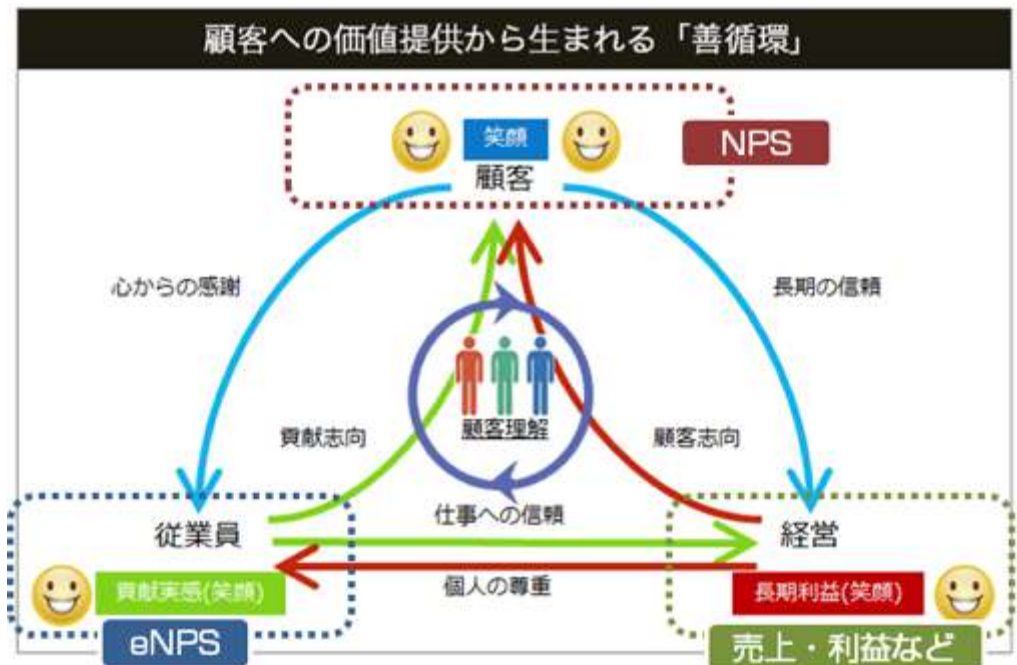 顧客への価値提供から生まれる「善循環」
笑顔
NPS
顧客
心からの感謝
長期の信頼
顧客理解
貢献志向
顧客志向
仕事への信頼
従業員
経営
個人の尊重
貢献実感(笑顔)
長期利益(笑顔)
eNPS
売上・利益など